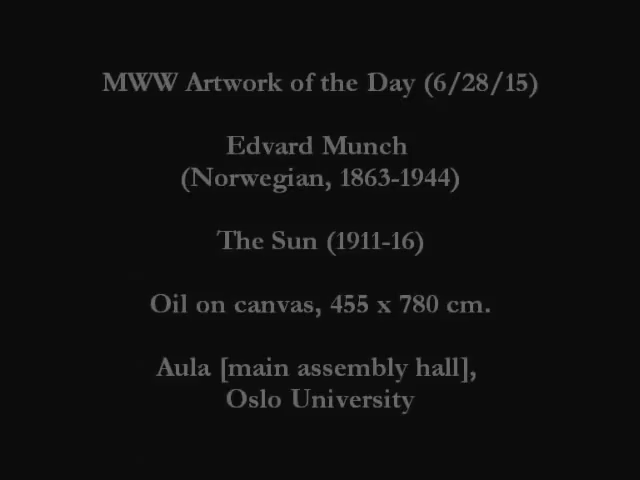 MWW Artwork of the Day (6/28/15)
Edvard Munch
(Norwegian, 1863-1944)
The Sun (1911-16)
Oil on canvas, 455 x 780 cm.
Aula [main assembly hall],
Oslo University